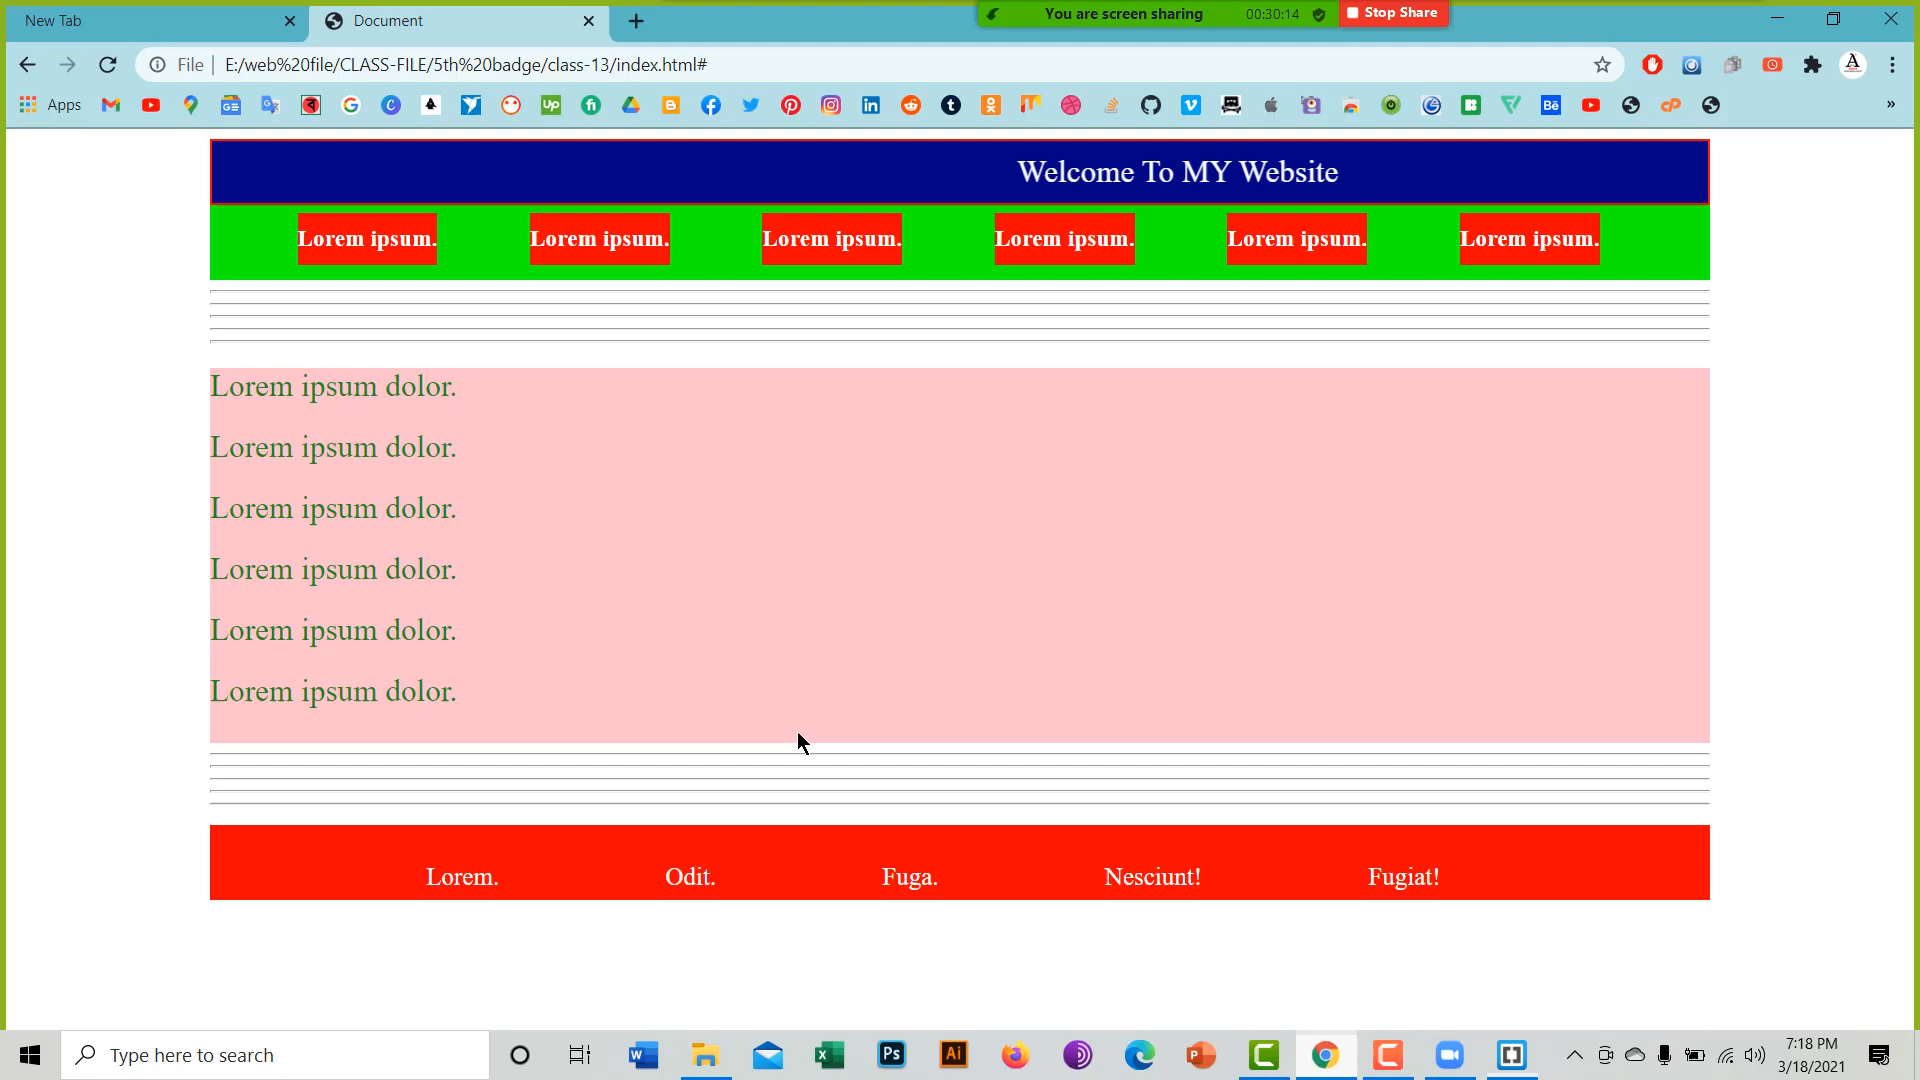 New Tab
Document
You are screen sharing 00:30:14 Stop Share
File E:/web%20file/CLASS-FILE/5th%20badge/class-13/index.html#
Apps
Welcome To MY Website
Lorem ipsum. Lorem ipsum. Lorem ipsum. Lorem ipsum. Lorem ipsum. Lorem ipsum.
Lorem ipsum dolor.
Lorem ipsum dolor.
Lorem ipsum dolor.
Lorem ipsum dolor.
Lorem ipsum dolor.
Lorem ipsum dolor.
Lorem. Odit. Fuga. Nesciunt! Fugiat!
Type here to search
7:18 PM
3/18/2021